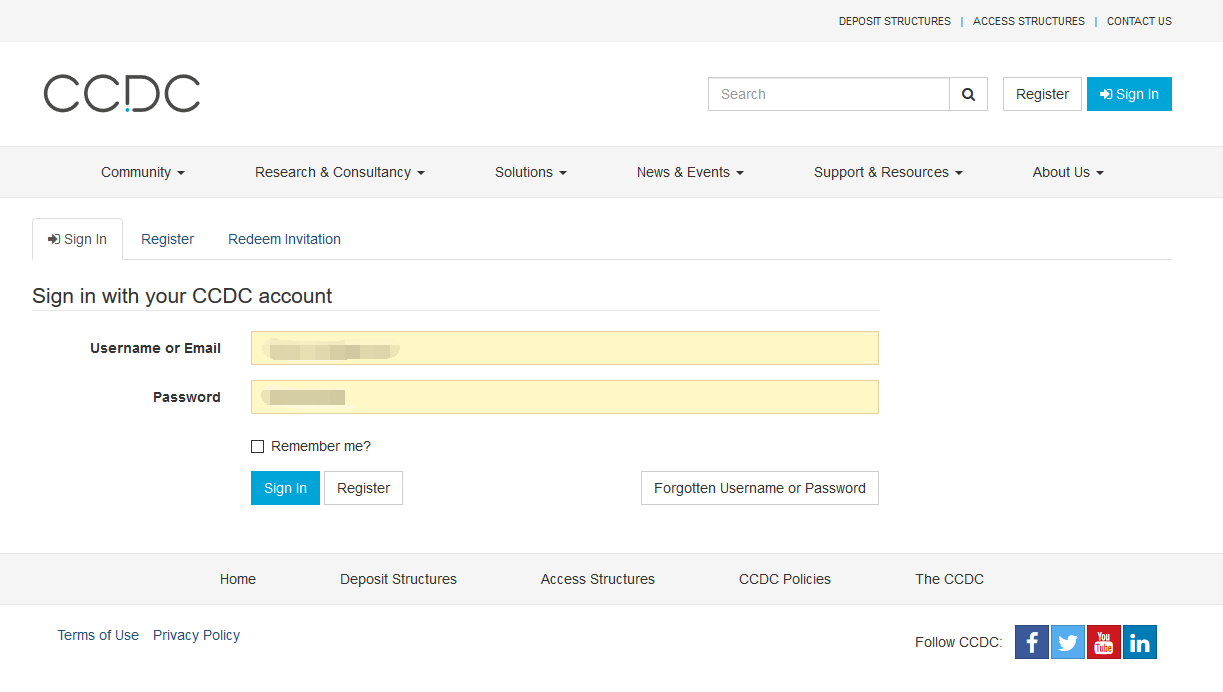 DEPOSIT STRUCTURES | ACCESS STRUCTURES | CONTACT US
CCDC
Search
Register
Sign In
Community
Research & Consultancy
Solutions
News & Events
Support & Resources
About Us
Sign In
Register
Redeem Invitation
Sign in with your CCDC account
Username or Email
Password
Remember me?
Sign In
Register
Forgotten Username or Password
Home
Deposit Structures
Access Structures
CCDC Policies
The CCDC
Terms of Use
Privacy Policy
Follow CCDC:
f
You
Tube
in